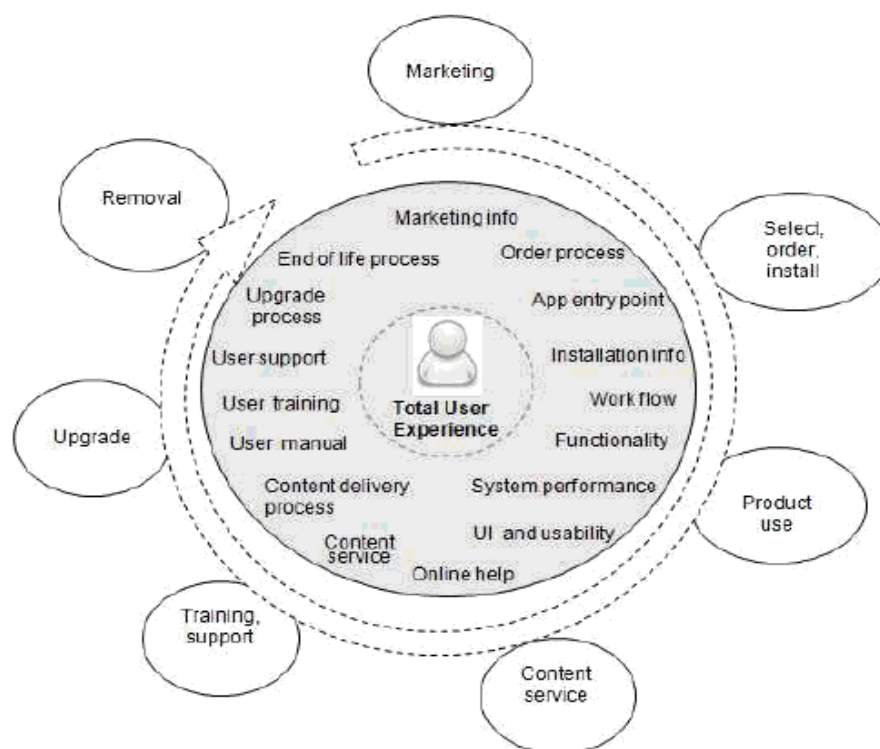 Marketing
Removal
Select,
order,
install
Marketing info
End of life process
Order process
Upgrade
process
App entry point
User support
Installation info
User training
Work flow
Total User
Experience
User manual
Functionality
Upgrade
Content delivery
process
System performance
Product
use
UI and usability
Content
service
Online help
Training,
support
Content
service